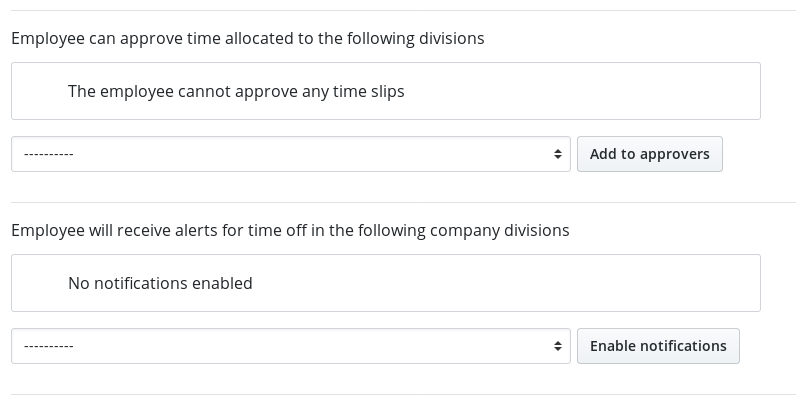 Employee can approve time allocated to the following divisions
The employee cannot approve any time slips
----------
Add to approvers
Employee will receive alerts for time off in the following company divisions
No notifications enabled
----------
Enable notifications